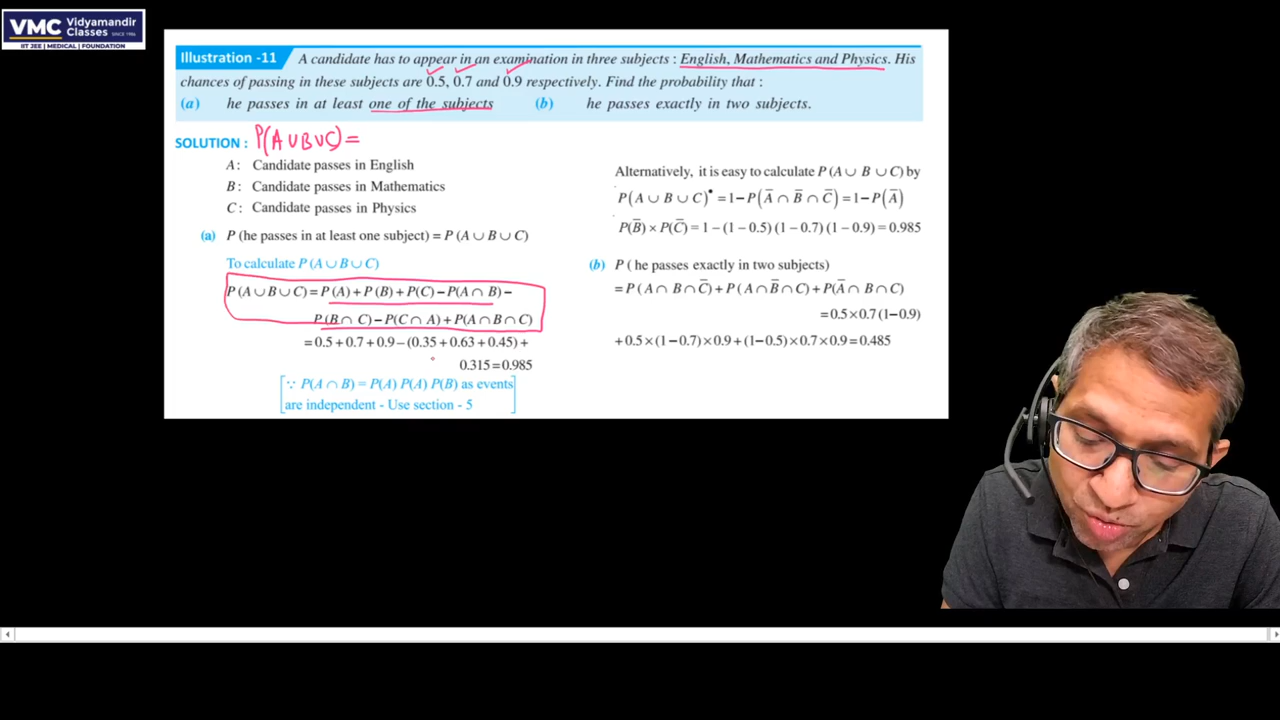 VMC Vidyamandir Classes
SINCE 1986
IIT JEE | MEDICAL | FOUNDATION
Illustration -11 A candidate has to appear in an examination in three subjects : English, Mathematics and Physics. His
chances of passing in these subjects are 0.5, 0.7 and 0.9 respectively. Find the probability that :
(a) he passes in at least one of the subjects (b) he passes exactly in two subjects.
SOLUTION : P(A∪B∪C) =
A: Candidate passes in English
B: Candidate passes in Mathematics
C: Candidate passes in Physics
(a) P (he passes in at least one subject) = P (A ∪ B ∪ C)
To calculate P (A ∪ B ∪ C)
P (A ∪ B ∪ C) = P (A) + P (B) + P(C) – P(A ∩ B) –
P(B ∩ C) – P(C ∩ A) + P(A ∩ B ∩ C)
= 0.5 + 0.7 + 0.9 – (0.35 + 0.63 + 0.45) +
0.315 = 0.985
[∵ P(A ∩ B) = P(A) P(A) P(B) as events
are independent - Use section - 5]
Alternatively, it is easy to calculate P (A ∪ B ∪ C) by
P(A ∪ B ∪ C) = 1 – P(A̅ ∩ B̅ ∩ C̅) = 1 – P(A̅)
P(B̅) × P(C̅) = 1 – (1 – 0.5) (1 – 0.7) (1 – 0.9) = 0.985
(b) P ( he passes exactly in two subjects)
= P ( A ∩ B ∩ C̅) + P ( A ∩ B̅ ∩ C) + P(A̅ ∩ B ∩ C)
= 0.5 × 0.7 (1 – 0.9)
+ 0.5 × (1 – 0.7) × 0.9 + (1 – 0.5) × 0.7 × 0.9 = 0.485